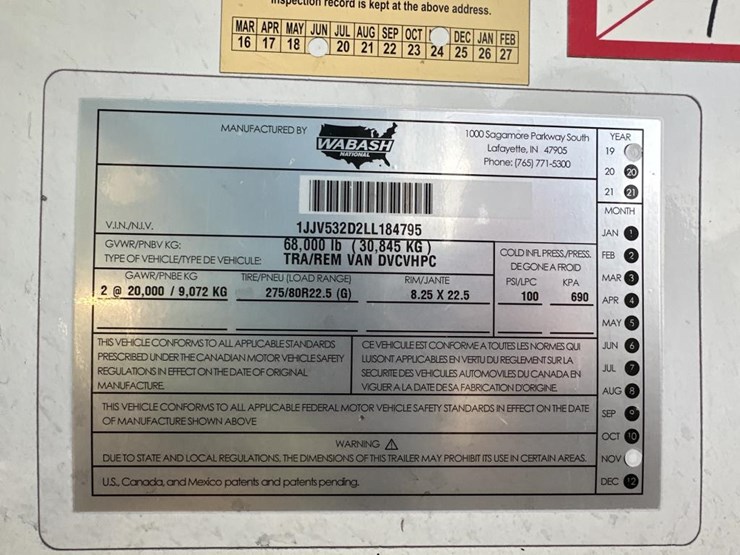 Inspection record is kept at the above address.
MAR APR MAY JUN JUL AUG SEP OCT DEC JAN FEB
16 17 18 20 21 22 23 24 25 26 27
MANUFACTURED BY
WABASH
NATIONAL
1000 Sagamore Parkway South
Lafayette, IN 47905
Phone: (765) 771-5300
YEAR
19
20 20
21 21
MONTH
JAN 1
FEB 2
MAR 3
APR 4
MAY 5
JUN 6
JUL 7
AUG 8
SEP 9
OCT 10
NOV
DEC 12
V.I.N./N.I.V. 1JJV532D2LL184795
GVWR/PNBV KG: 68,000 lb (30,845 KG)
TYPE OF VEHICLE/TYPE DE VEHICULE: TRA/REM VAN DVCVHPC
GAWR/PNBE KG TIRE/PNEU (LOAD RANGE) RIM/JANTE
2 @ 20,000 / 9,072 KG 275/80R22.5 (G) 8.25 X 22.5
COLD INFL PRESS./PRESS.
DE GONE A FROID
PSI/LPC KPA
100 690
THIS VEHICLE CONFORMS TO ALL APPLICABLE STANDARDS
PRESCRIBED UNDER THE CANADIAN MOTOR VEHICLE SAFETY
REGULATIONS IN EFFECT ON THE DATE OF ORIGINAL
MANUFACTURE.
CE VEHICULE EST CONFORME A TOUTES LES NORMES QUI
LUISONT APPLICABLES EN VERTU DU REGLEMENT SUR LA
SECURITE DES VEHICULES AUTOMOVILES DU CANADA EN
VIGUER A LA DATE DE SA FABRICATION D'ORIGINE.
THIS VEHICLE CONFORMS TO ALL APPLICABLE FEDERAL MOTOR VEHICLE SAFETY STANDARDS IN EFFECT ON THE DATE
OF MANUFACTURE SHOWN ABOVE
WARNING
DUE TO STATE AND LOCAL REGULATIONS, THE DIMENSIONS OF THIS TRAILER MAY PROHIBIT ITS USE IN CERTAIN AREAS.
U.S., Canada, and Mexico patents and patents pending.